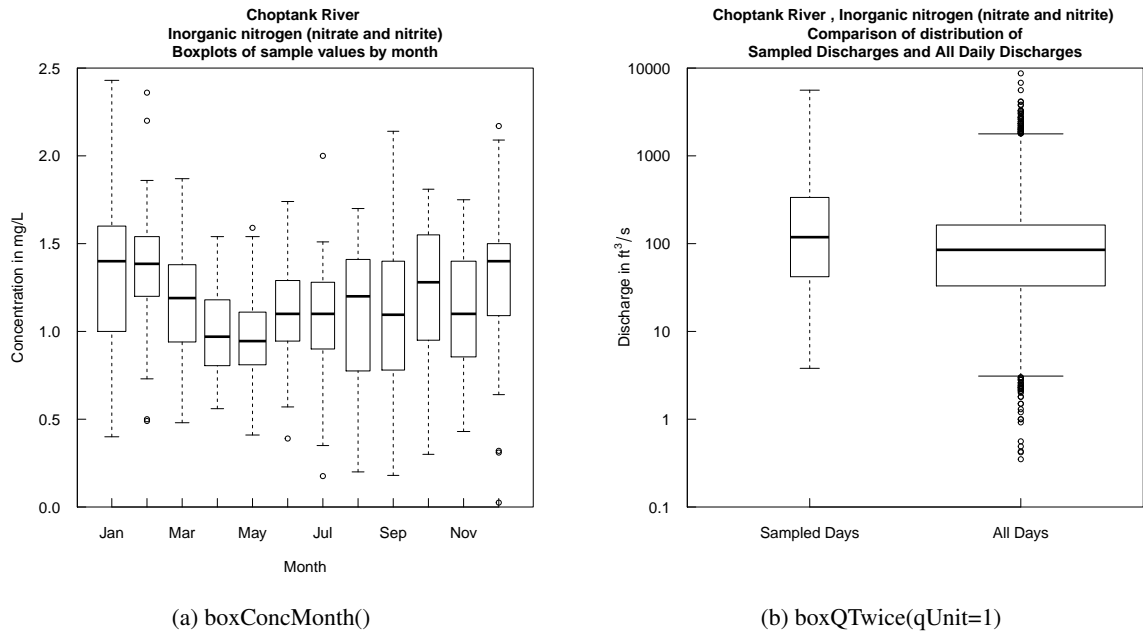 Choptank River
Inorganic nitrogen (nitrate and nitrite)
Boxplots of sample values by month
Concentration in mg/L
2.5
2.0
1.5
1.0
0.5
0.0
Jan Mar May Jul Sep Nov
Month
(a) boxConcMonth()
Choptank River , Inorganic nitrogen (nitrate and nitrite)
Comparison of distribution of
Sampled Discharges and All Daily Discharges
Discharge in ft³/s
10000
1000
100
10
1
0.1
Sampled Days All Days
(b) boxQTwice(qUnit=1)